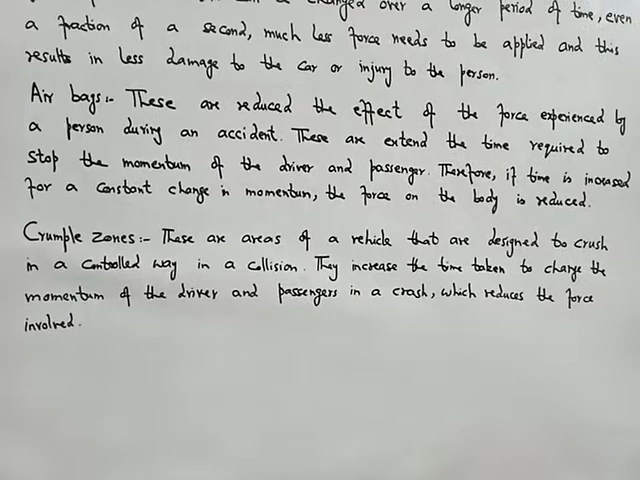 changed over a longer period of time, even
a fraction of a second, much less force needs to be applied and this
results in less damage to the car or injury to the person.
Air bags:- These are reduced the effect of the force experienced by
a person during an accident. These are extend the time required to
stop the momentum of the driver and passenger. Therefore, if time is increased
for a constant change in momentum, the force on the body is reduced.
Crumple zones:- These are areas of a vehicle that are designed to crush
in a controlled way in a collision. They increase the time taken to change the
momentum of the driver and passengers in a crash, which reduces the force
involved.